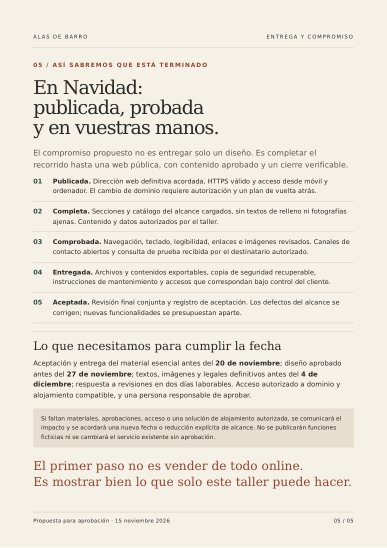 ALAS DE BARRO
ENTREGA Y COMPROMISO
05 / ASÍ SABREMOS QUE ESTÁ TERMINADO
En Navidad:
publicada, probada
y en vuestras manos.
El compromiso propuesto no es entregar solo un diseño. Es completar el
recorrido hasta una web pública, con contenido aprobado y un cierre verificable.
01 Publicada. Dirección web definitiva acordada, HTTPS válido y acceso desde móvil y
ordenador. El cambio de dominio requiere autorización y un plan de vuelta atrás.
02 Completa. Secciones y catálogo del alcance cargados, sin textos de relleno ni fotografías
ajenas. Contenido y datos autorizados por el taller.
03 Comprobada. Navegación, teclado, legibilidad, enlaces e imágenes revisados. Canales de
contacto abiertos y consulta de prueba recibida por el destinatario autorizado.
04 Entregada. Archivos y contenidos exportables, copia de seguridad recuperable,
instrucciones de mantenimiento y accesos que correspondan bajo control del cliente.
05 Aceptada. Revisión final conjunta y registro de aceptación. Los defectos del alcance se
corrigen; nuevas funcionalidades se presupuestan aparte.
Lo que necesitamos para cumplir la fecha
Aceptación y entrega del material esencial antes del 20 de noviembre; diseño aprobado
antes del 27 de noviembre; textos, imágenes y legales definitivos antes del 4 de
diciembre; respuesta a revisiones en dos días laborables. Acceso autorizado a dominio y
alojamiento compatible, y una persona responsable de aprobar.
Si faltan materiales, aprobaciones, acceso o una solución de alojamiento autorizada, se comunicará el
impacto y se acordará una nueva fecha o reducción explícita de alcance. No se publicarán funciones
ficticias ni se cambiará el servicio existente sin aprobación.
El primer paso no es vender de todo online.
Es mostrar bien lo que solo este taller puede hacer.
Propuesta para aprobación · 15 noviembre 2026
05 / 05